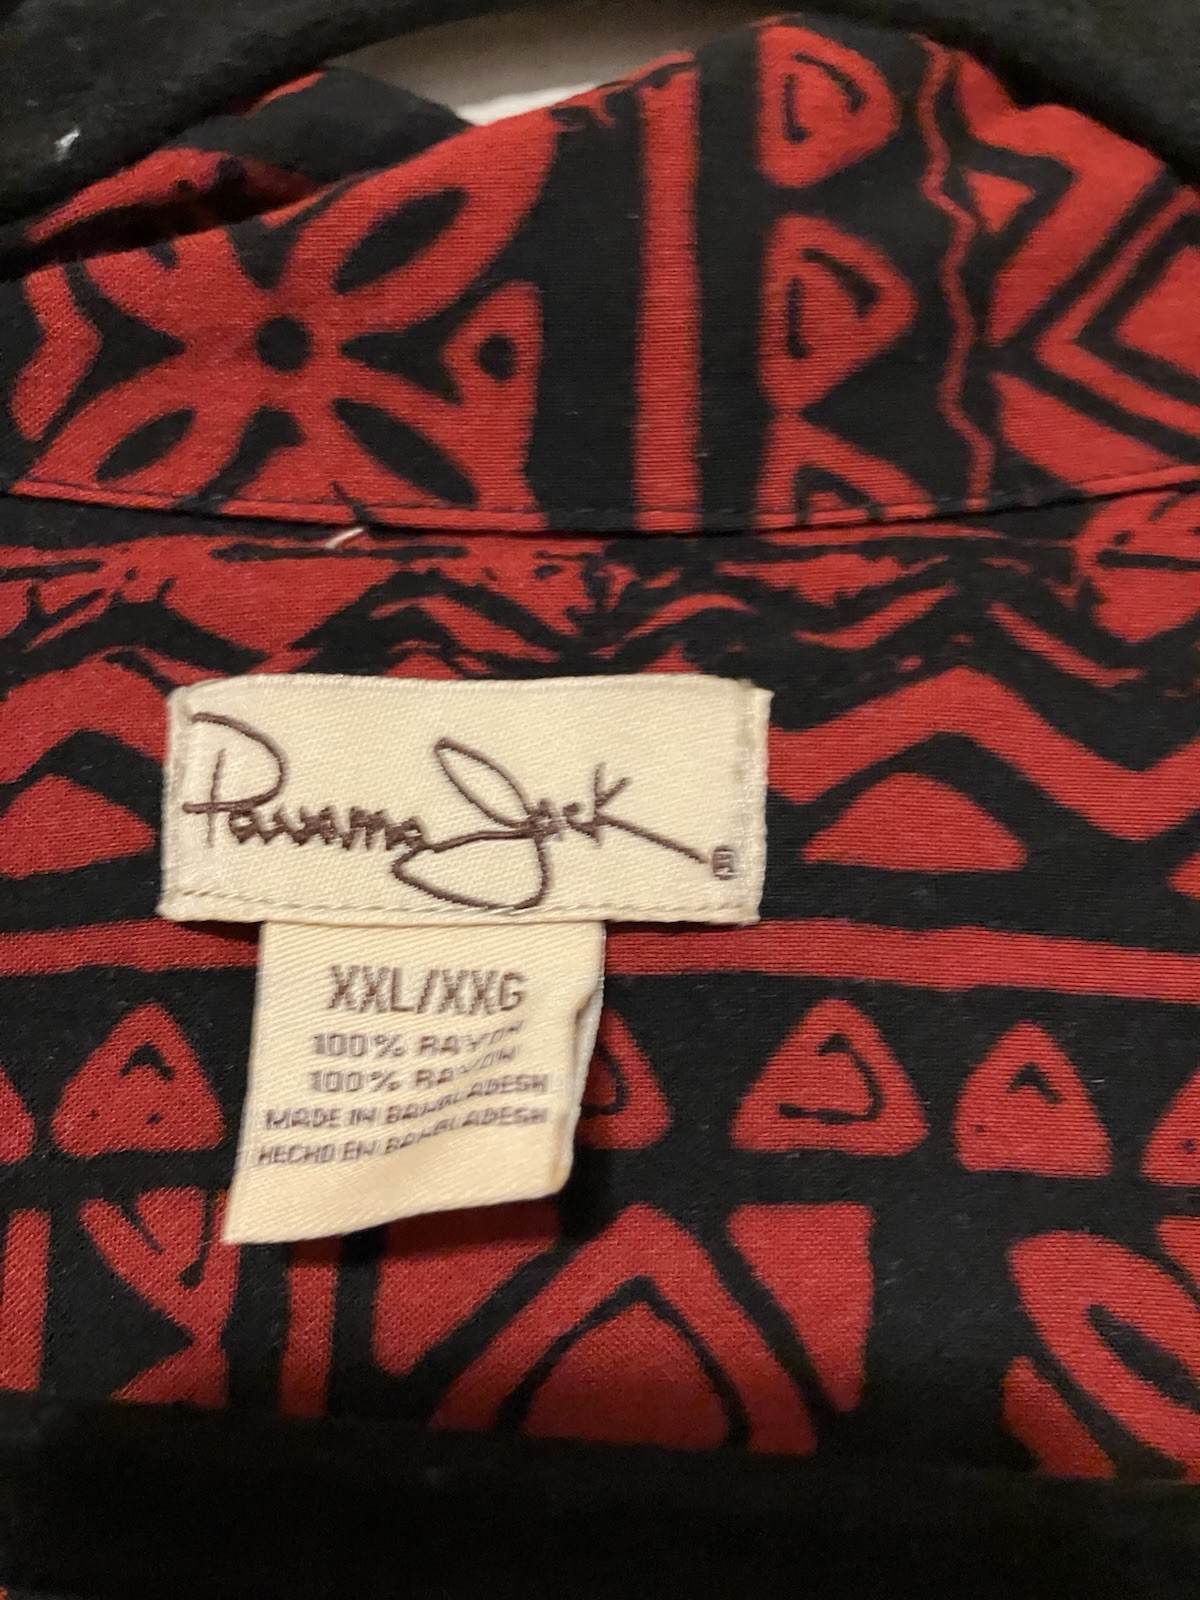 Panama Jack ®
XXL/XXG
100% RAYON
100% RAYON
MADE IN BANGLADESH
HECHO EN BANGLADESH